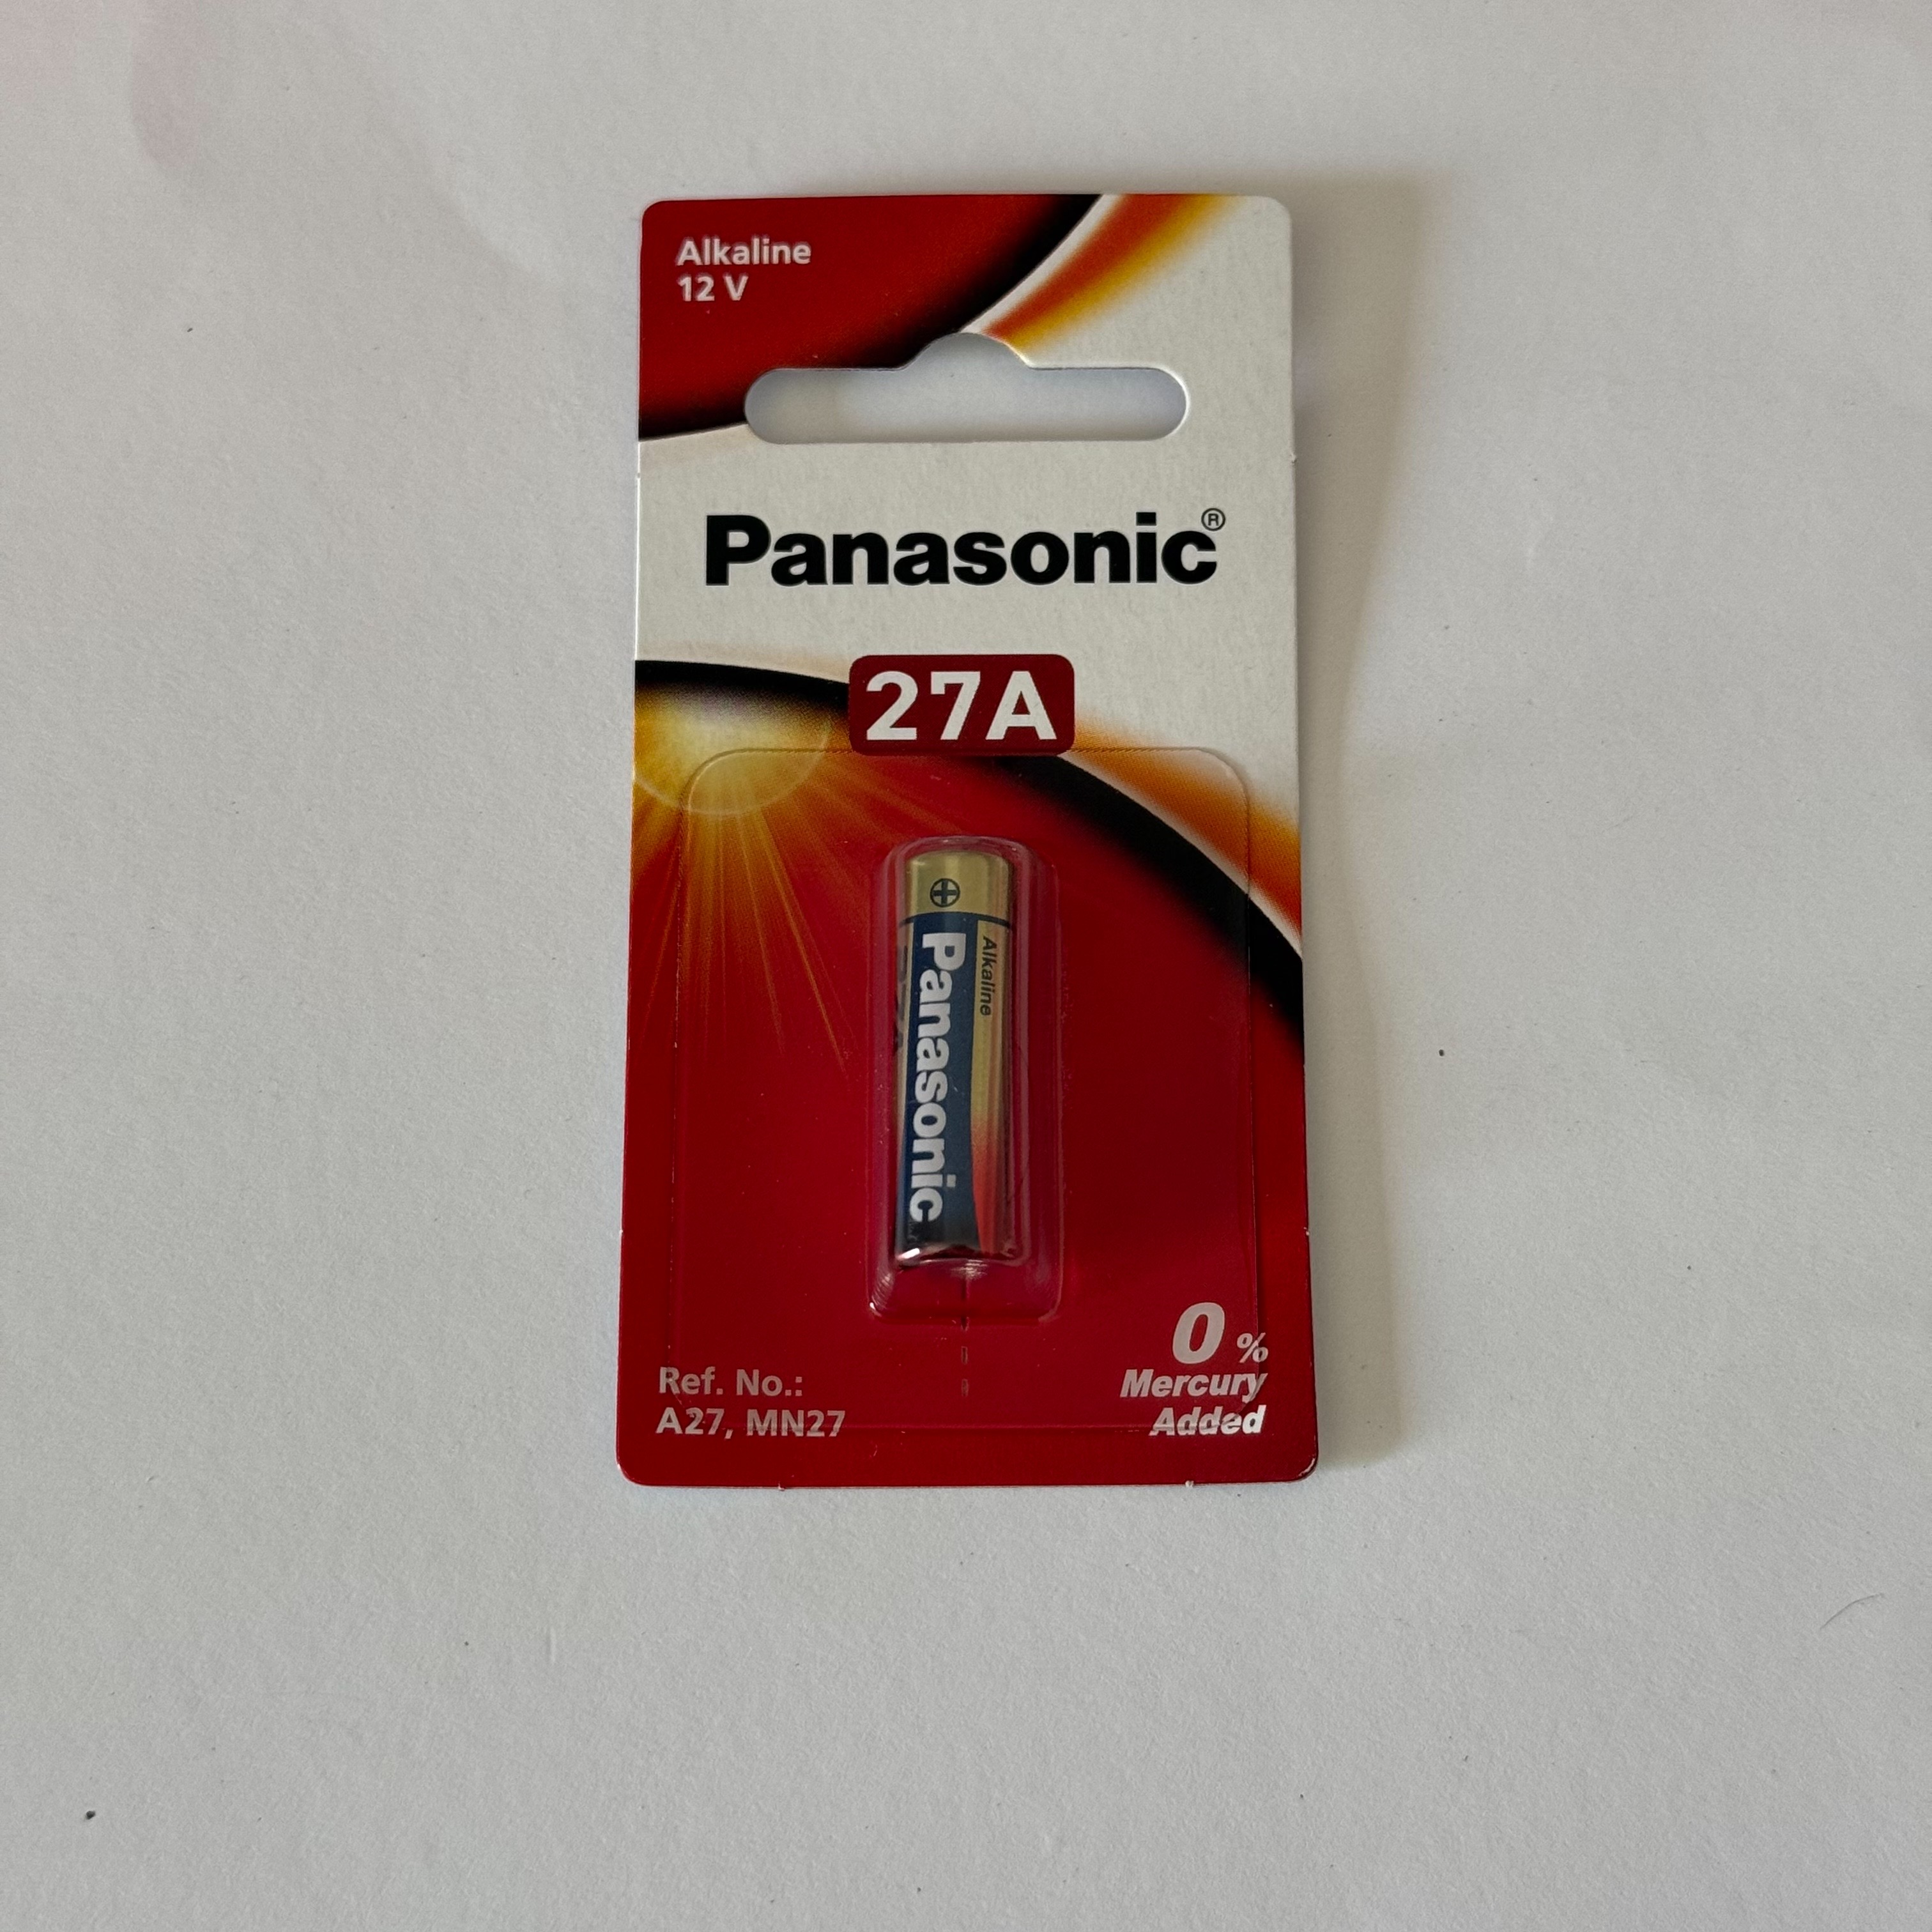 Alkaline
12 V
Panasonic®
27A
Alkaline
Panasonic
Ref. No.:
A27, MN27
0 %
Mercury
Added